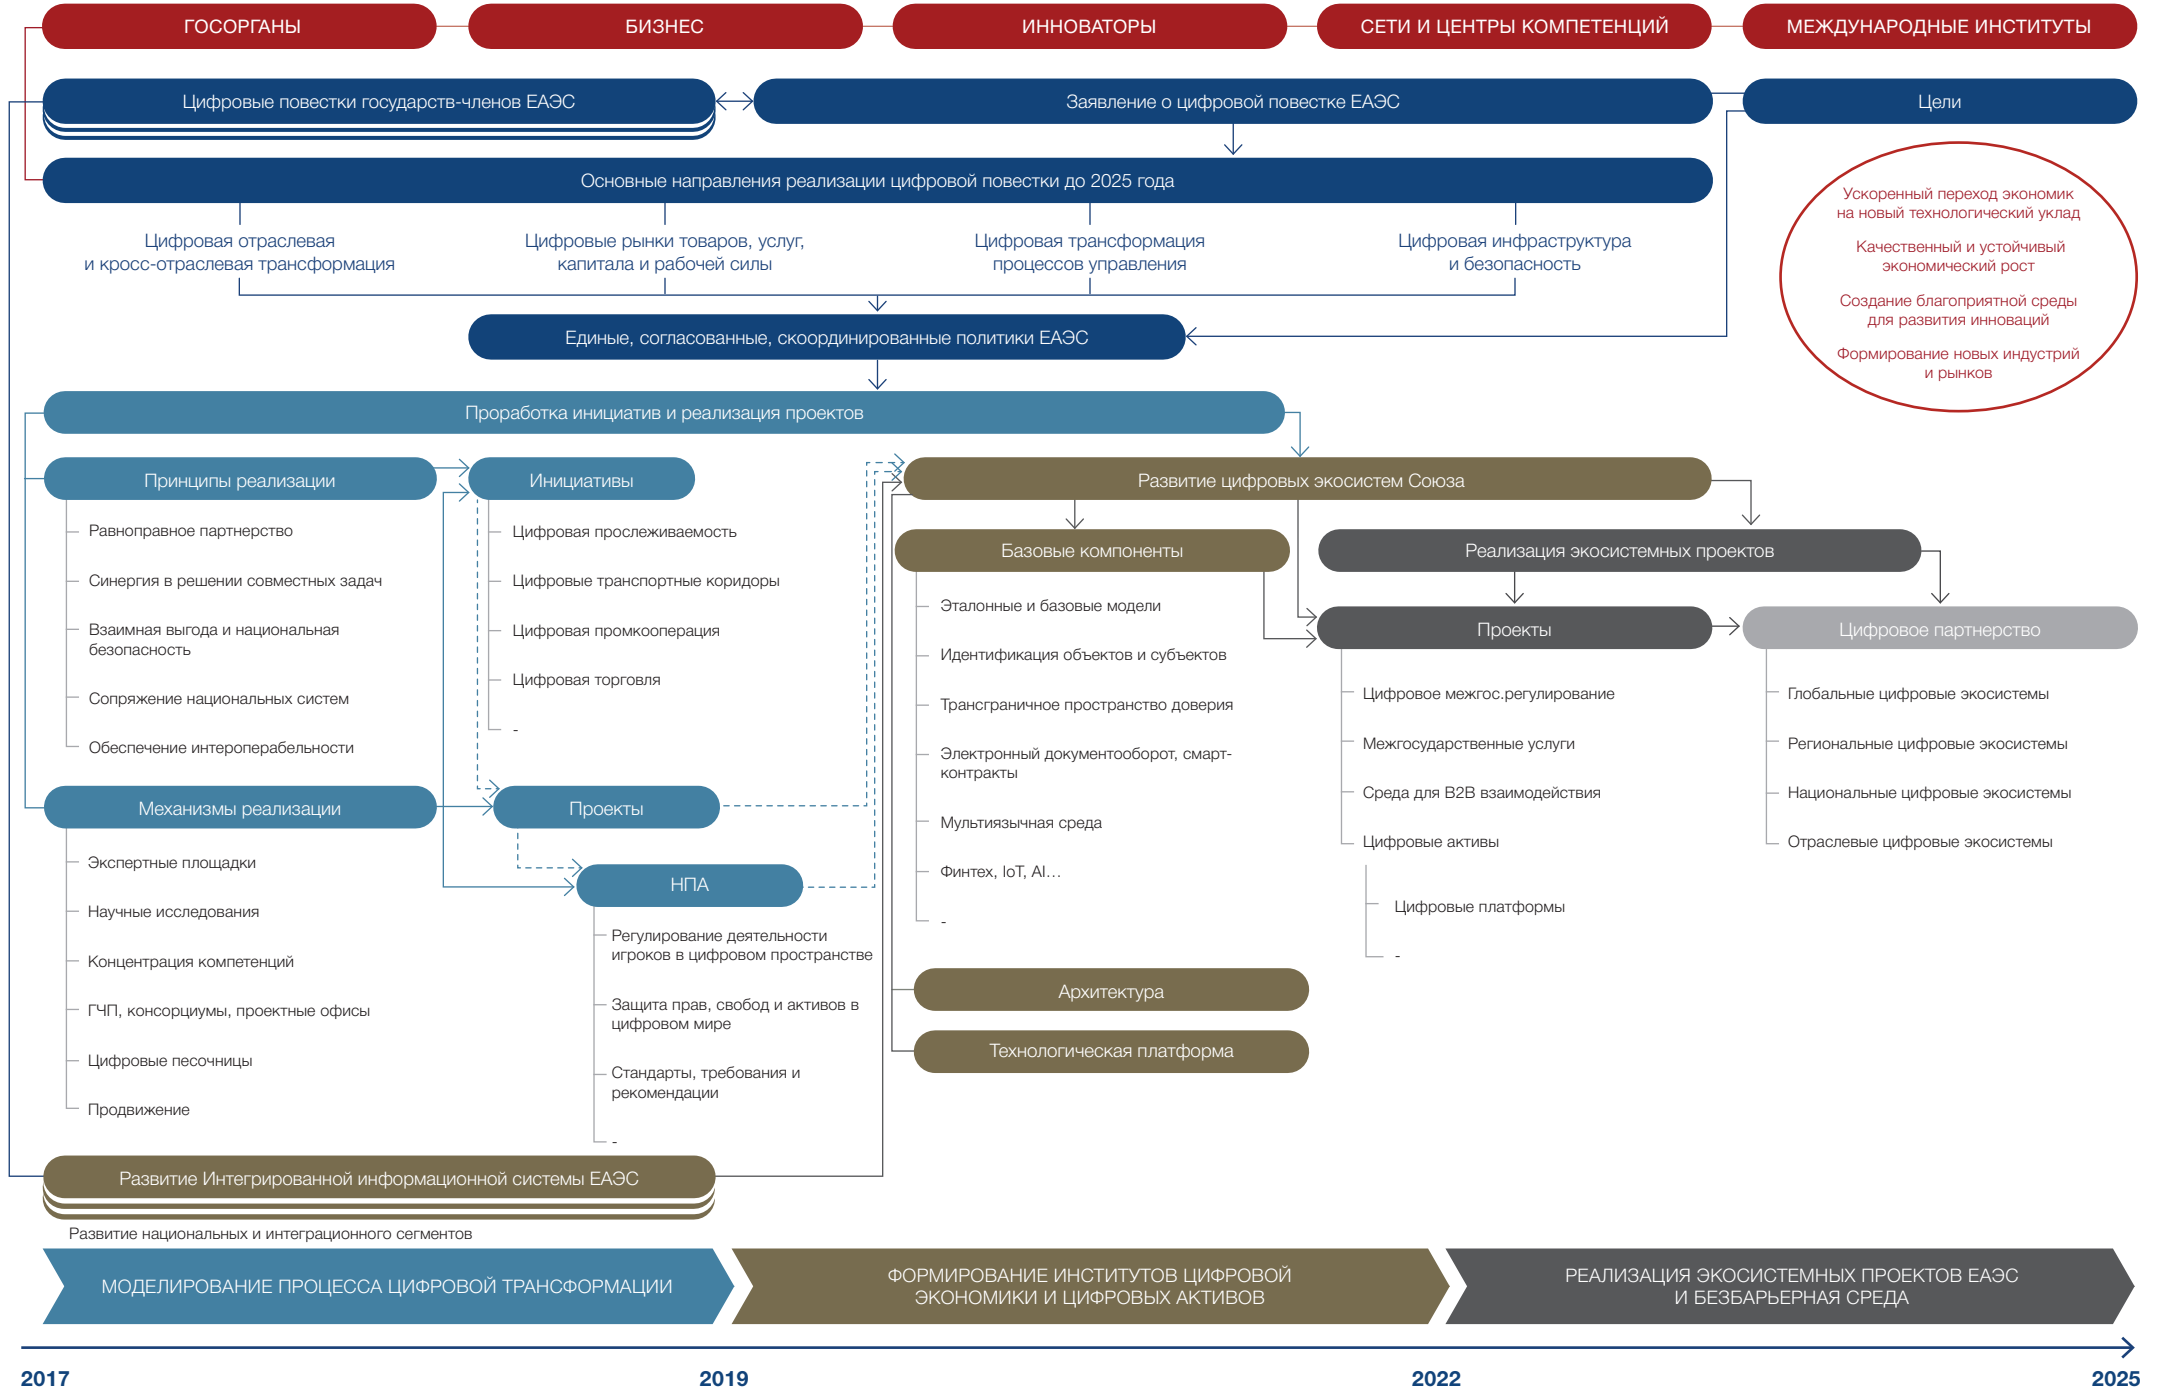 ГОСОРГАНЫ
БИЗНЕС
ИННОВАТОРЫ
СЕТИ И ЦЕНТРЫ КОМПЕТЕНЦИЙ
МЕЖДУНАРОДНЫЕ ИНСТИТУТЫ
Цифровые повестки государств-членов ЕАЭС
Заявление о цифровой повестке ЕАЭС
Цели
Основные направления реализации цифровой повестки до 2025 года
Ускоренный переход экономик
на новый технологический уклад
Качественный и устойчивый
экономический рост
Создание благоприятной среды
для развития инноваций
Формирование новых индустрий
и рынков
Цифровая отраслевая
и кросс-отраслевая трансформация
Цифровые рынки товаров, услуг,
капитала и рабочей силы
Цифровая трансформация
процессов управления
Цифровая инфраструктура
и безопасность
Единые, согласованные, скоординированные политики ЕАЭС
Проработка инициатив и реализация проектов
Принципы реализации
Равноправное партнерство
Синергия в решении совместных задач
Взаимная выгода и национальная
безопасность
Сопряжение национальных систем
Обеспечение интероперабельности
Механизмы реализации
Экспертные площадки
Научные исследования
Концентрация компетенций
ГЧП, консорциумы, проектные офисы
Цифровые песочницы
Продвижение
Инициативы
Цифровая прослеживаемость
Цифровые транспортные коридоры
Цифровая промкооперация
Цифровая торговля
-
Проекты
НПА
Регулирование деятельности
игроков в цифровом пространстве
Защита прав, свобод и активов в
цифровом мире
Стандарты, требования и
рекомендации
-
Развитие цифровых экосистем Союза
Базовые компоненты
Эталонные и базовые модели
Идентификация объектов и субъектов
Трансграничное пространство доверия
Электронный документооборот, смарт-
контракты
Мультиязычная среда
Финтех, IoT, AI...
-
Архитектура
Технологическая платформа
Реализация экосистемных проектов
Проекты
Цифровое межгос.регулирование
Межгосударственные услуги
Среда для B2B взаимодействия
Цифровые активы
Цифровые платформы
-
Цифровое партнерство
Глобальные цифровые экосистемы
Региональные цифровые экосистемы
Национальные цифровые экосистемы
Отраслевые цифровые экосистемы
Развитие Интегрированной информационной системы ЕАЭС
Развитие национальных и интеграционного сегментов
МОДЕЛИРОВАНИЕ ПРОЦЕССА ЦИФРОВОЙ ТРАНСФОРМАЦИИ
ФОРМИРОВАНИЕ ИНСТИТУТОВ ЦИФРОВОЙ
ЭКОНОМИКИ И ЦИФРОВЫХ АКТИВОВ
РЕАЛИЗАЦИЯ ЭКОСИСТЕМНЫХ ПРОЕКТОВ ЕАЭС
И БЕЗБАРЬЕРНАЯ СРЕДА
2017
2019
2022
2025